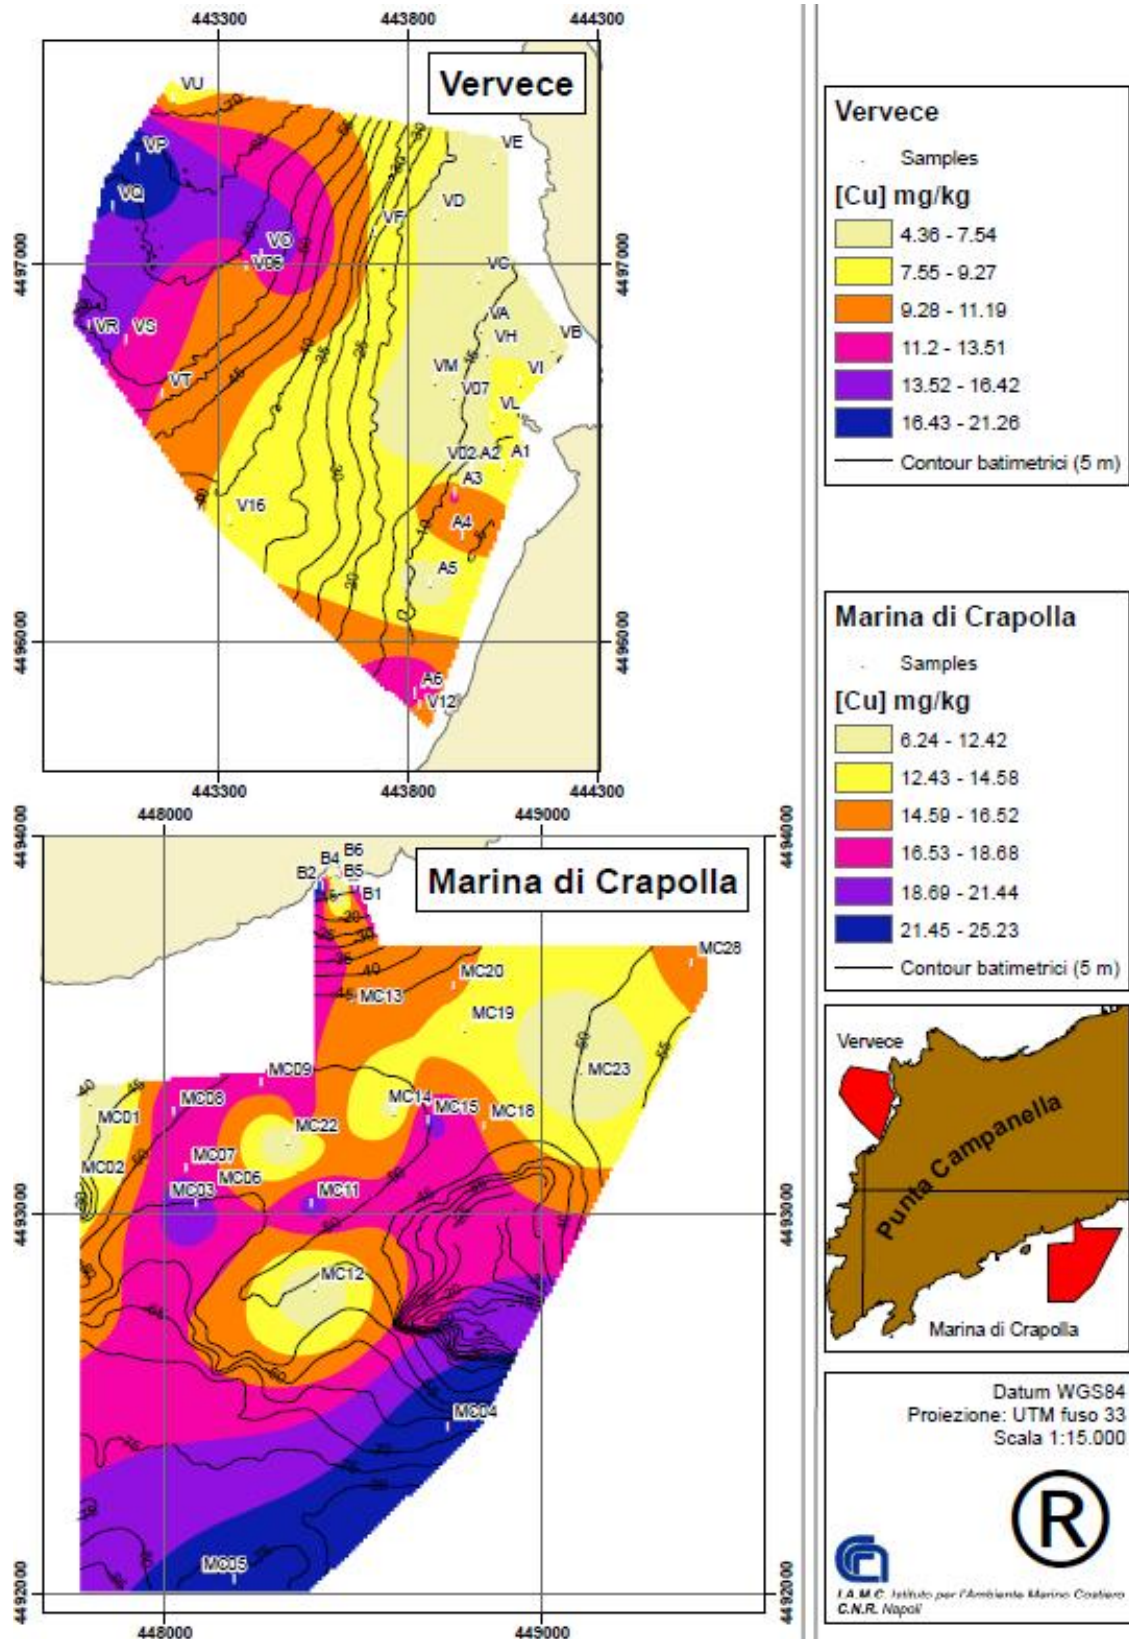 443300 443800 444300
Vervece
VU
VP
VE
VQ
VD
VF
VO
V06
VC
4497000 4497000
VA
VB
VR VS
VH
VM
VI
VT
V07
VL
V02 A2 A1
A3
V16
A4
A5
4496000 4496000
A6
V12
443300 443800 444300
448000 449000
4494000 4494000
Marina di Crapolla
B6
B4
B2 B5
B1
MC28
MC20
MC13
MC19
MC09
MC23
MC01 MC08
MC14
MC15 MC18
MC22
MC02 MC07
MC06
MC03 MC11
4493000 4493000
MC12
MC04
MC05
4492000 4492000
448000 449000
Vervece
Samples
[Cu] mg/kg
4.36 - 7.54
7.55 - 9.27
9.28 - 11.19
11.2 - 13.51
13.52 - 16.42
16.43 - 21.26
Contour batimetrici (5 m)
Marina di Crapolla
Samples
[Cu] mg/kg
6.24 - 12.42
12.43 - 14.58
14.59 - 16.52
16.53 - 18.68
18.69 - 21.44
21.45 - 25.23
Contour batimetrici (5 m)
Vervece
Punta Campanella
Marina di Crapolla
Datum WGS84
Proiezione: UTM fuso 33
Scala 1:15.000
®
I.A.M.C. Istituto per l'Ambiente Marino Costiero
C.N.R. Napoli